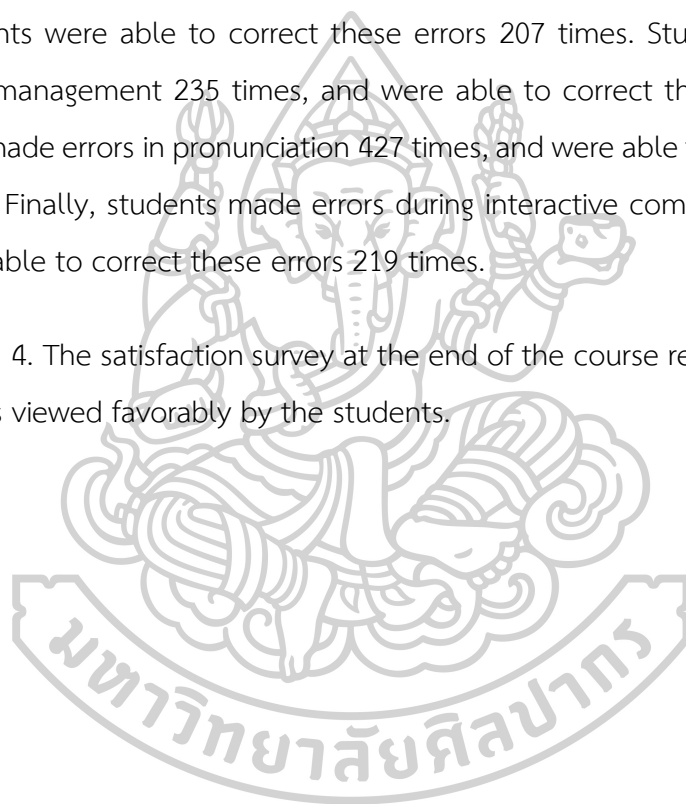 nts were able to correct these errors 207 times. Stu
management 235 times, and were able to correct th
nade errors in pronunciation 427 times, and were able
Finally, students made errors during interactive com
able to correct these errors 219 times.
4. The satisfaction survey at the end of the course re
s viewed favorably by the students.
มหาวิทยาลัยศิลปากร